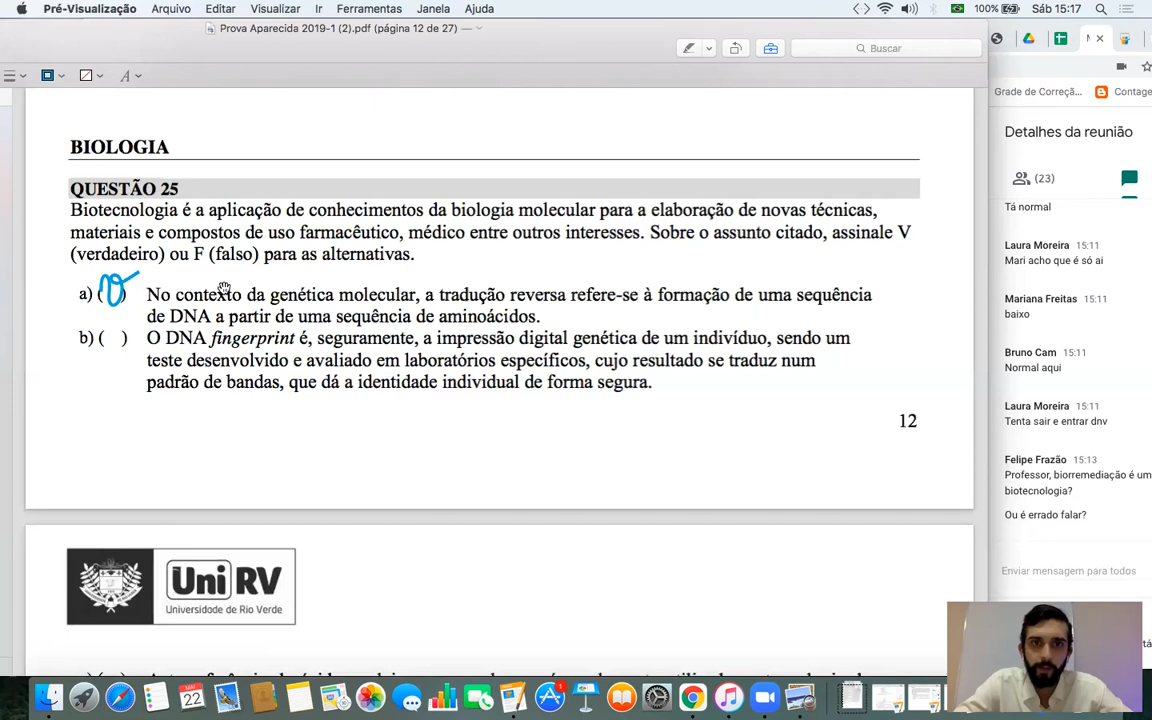 Pré-Visualização Arquivo Editar Visualizar Ir Ferramentas Janela Ajuda 100% Sáb 15:17
Prova Aparecida 2019-1 (2).pdf (página 12 de 27)
Buscar
BIOLOGIA
QUESTÃO 25
Biotecnologia é a aplicação de conhecimentos da biologia molecular para a elaboração de novas técnicas,
materiais e compostos de uso farmacêutico, médico entre outros interesses. Sobre o assunto citado, assinale V
(verdadeiro) ou F (falso) para as alternativas.
a) (V) No contexto da genética molecular, a tradução reversa refere-se à formação de uma sequência
de DNA a partir de uma sequência de aminoácidos.
b) ( ) O DNA fingerprint é, seguramente, a impressão digital genética de um indivíduo, sendo um
teste desenvolvido e avaliado em laboratórios específicos, cujo resultado se traduz num
padrão de bandas, que dá a identidade individual de forma segura.
12
UniRV
Universidade de Rio Verde
M
Grade de Correçã... Contage
Detalhes da reunião
(23)
Tá normal
Laura Moreira 15:11
Mari acho que é só ai
Mariana Freitas 15:11
baixo
Bruno Cam 15:11
Normal aqui
Laura Moreira 15:11
Tenta sair e entrar dnv
Felipe Frazão 15:13
Professor, biorremediação é um
biotecnologia?
Ou é errado falar?
Enviar mensagem para todos
MAR
22
1